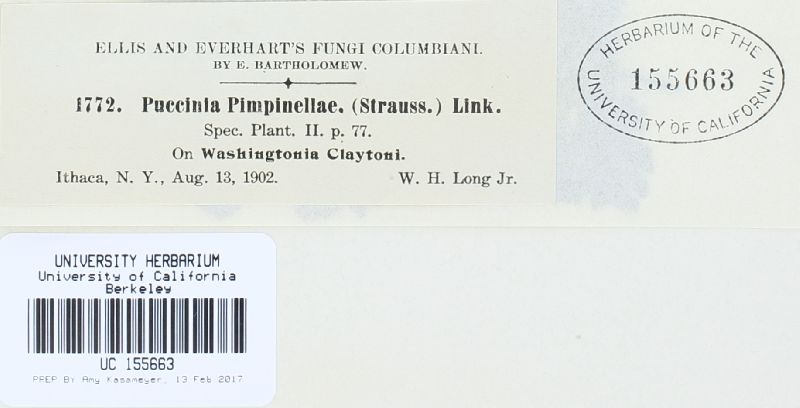 ELLIS AND EVERHART'S FUNGI COLUMBIANI.
BY E. BARTHOLOMEW.
1772. Puccinia Pimpinellae. (Strauss.) Link.
Spec. Plant. II. p. 77.
On Washingtonia Claytoni.
Ithaca, N. Y., Aug. 13, 1902. W. H. Long Jr.
HERBARIUM OF THE
155663
UNIVERSITY OF CALIFORNIA
UNIVERSITY HERBARIUM
University of California
Berkeley
UC 155663
PREP BY Amy Kasameyer, 13 Feb 2017